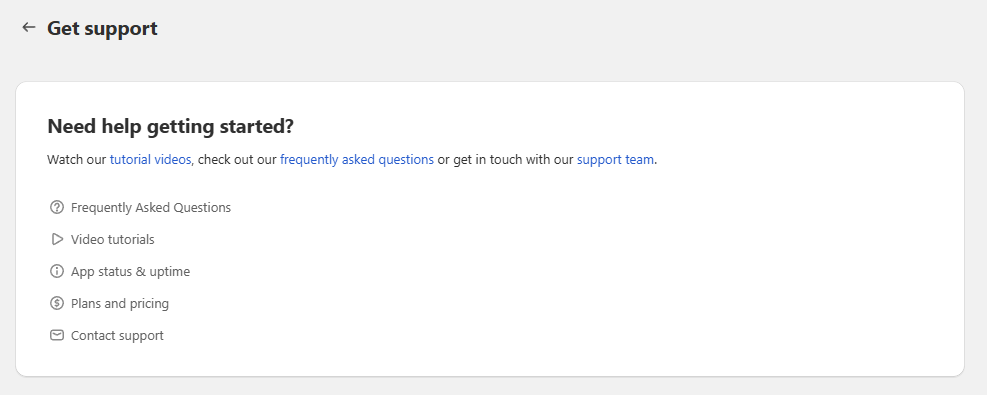 Get support
Need help getting started?
Watch our tutorial videos, check out our frequently asked questions or get in touch with our support team.
Frequently Asked Questions
Video tutorials
App status & uptime
Plans and pricing
Contact support